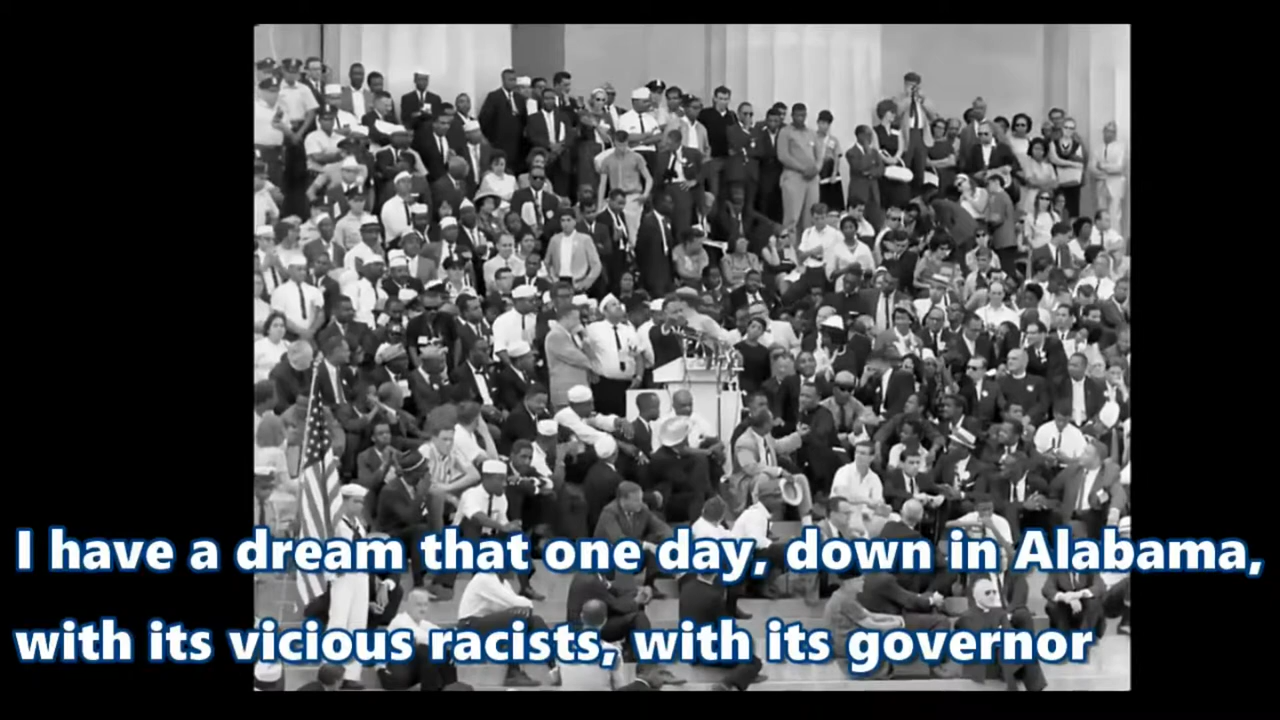 I have a dream that one day, down in Alabama,
with its vicious racists, with its governor